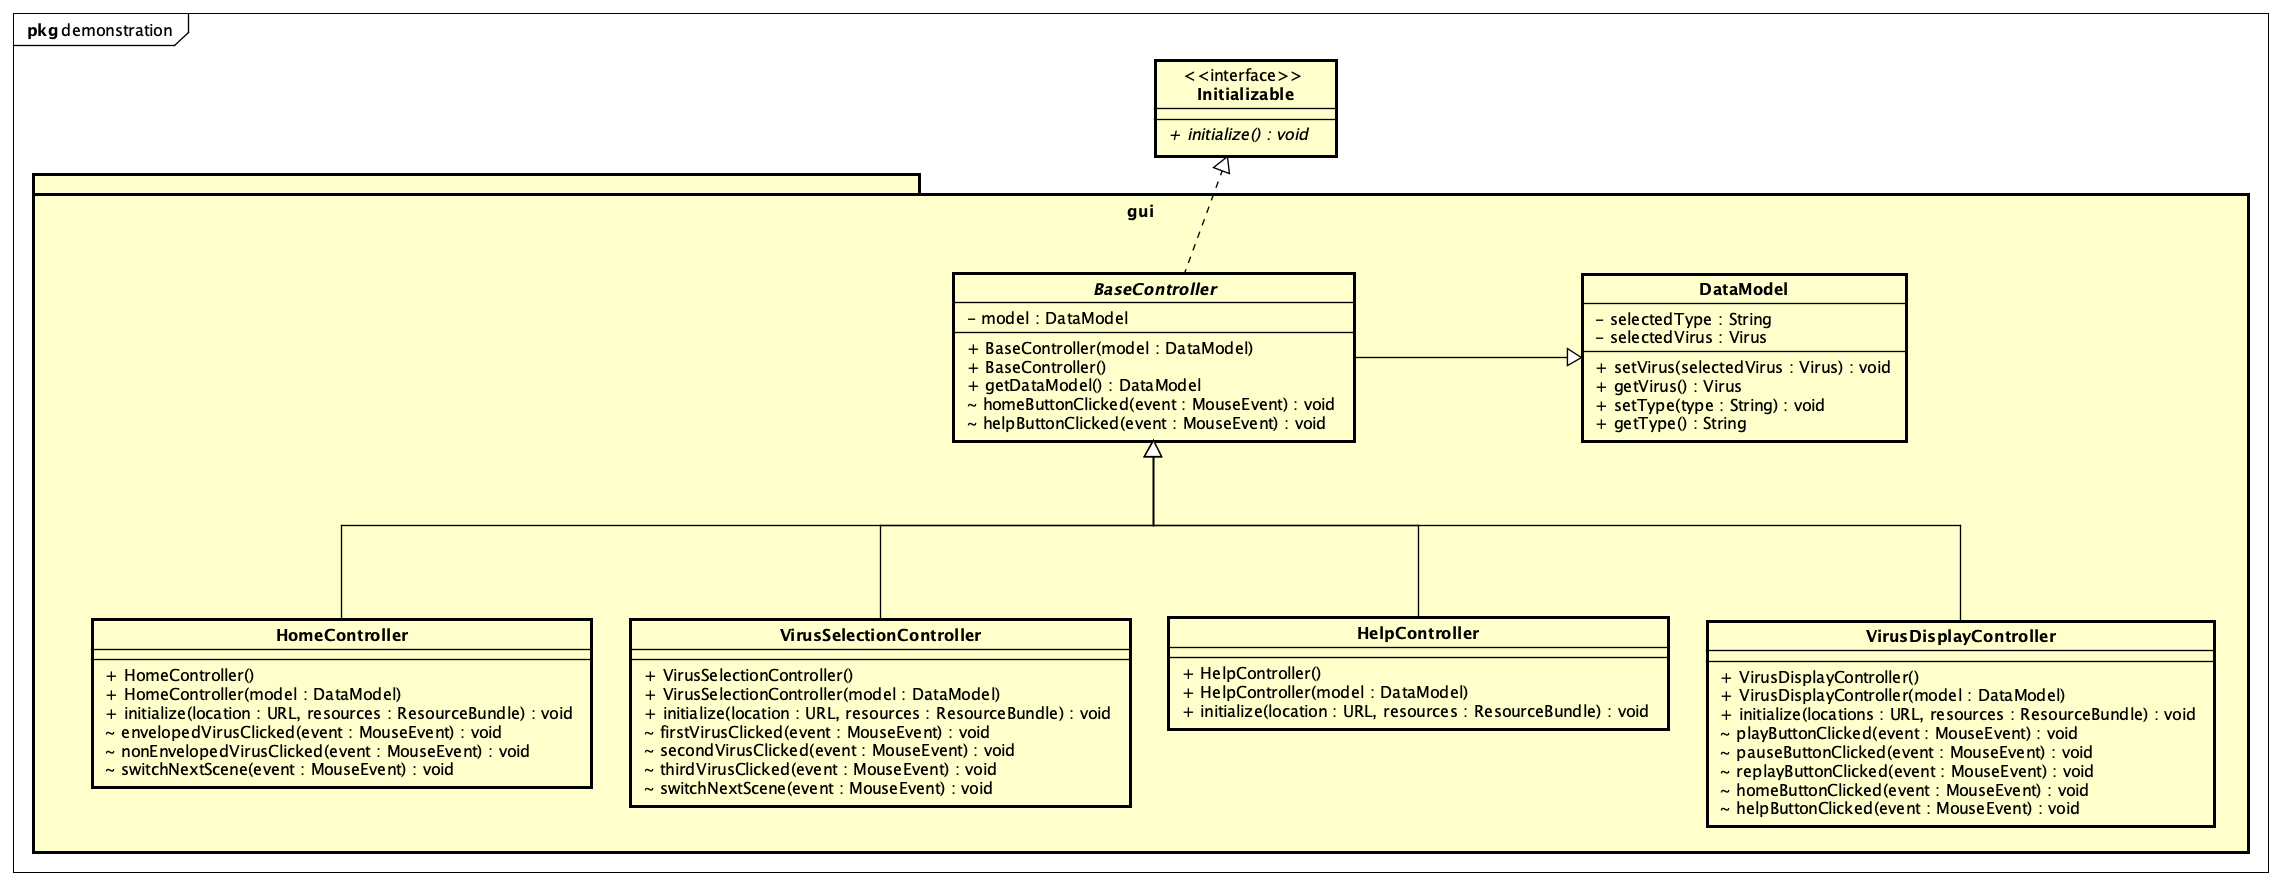 pkg demonstration
<<interface>>
Initializable
+ initialize() : void
gui
BaseController
- model : DataModel
+ BaseController(model : DataModel)
+ BaseController()
+ getDataModel() : DataModel
~ homeButtonClicked(event : MouseEvent) : void
~ helpButtonClicked(event : MouseEvent) : void
DataModel
- selectedType : String
- selectedVirus : Virus
+ setVirus(selectedVirus : Virus) : void
+ getVirus() : Virus
+ setType(type : String) : void
+ getType() : String
HomeController
+ HomeController()
+ HomeController(model : DataModel)
+ initialize(location : URL, resources : ResourceBundle) : void
~ envelopedVirusClicked(event : MouseEvent) : void
~ nonEnvelopedVirusClicked(event : MouseEvent) : void
~ switchNextScene(event : MouseEvent) : void
VirusSelectionController
+ VirusSelectionController()
+ VirusSelectionController(model : DataModel)
+ initialize(location : URL, resources : ResourceBundle) : void
~ firstVirusClicked(event : MouseEvent) : void
~ secondVirusClicked(event : MouseEvent) : void
~ thirdVirusClicked(event : MouseEvent) : void
~ switchNextScene(event : MouseEvent) : void
HelpController
+ HelpController()
+ HelpController(model : DataModel)
+ initialize(location : URL, resources : ResourceBundle) : void
VirusDisplayController
+ VirusDisplayController()
+ VirusDisplayController(model : DataModel)
+ initialize(locations : URL, resources : ResourceBundle) : void
~ playButtonClicked(event : MouseEvent) : void
~ pauseButtonClicked(event : MouseEvent) : void
~ replayButtonClicked(event : MouseEvent) : void
~ homeButtonClicked(event : MouseEvent) : void
~ helpButtonClicked(event : MouseEvent) : void